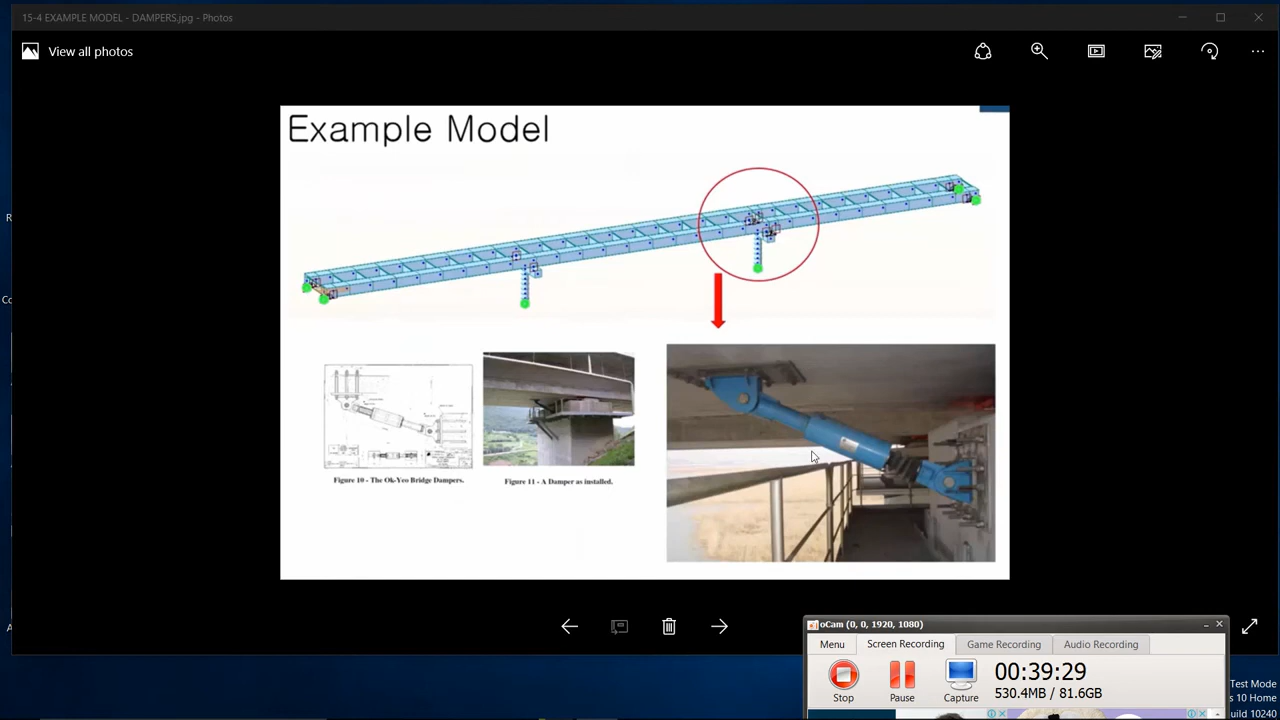 15-4 EXAMPLE MODEL - DAMPERS.jpg - Photos
View all photos
Example Model
Figure 10 - The Ok-Yeo Bridge Dampers.
Figure 11 - A Damper as installed.
oCam (0, 0, 1920, 1080)
Menu
Screen Recording
Game Recording
Audio Recording
Stop
Pause
Capture
00:39:29
530.4MB / 81.6GB
Test Mode
s 10 Home
uild 10240